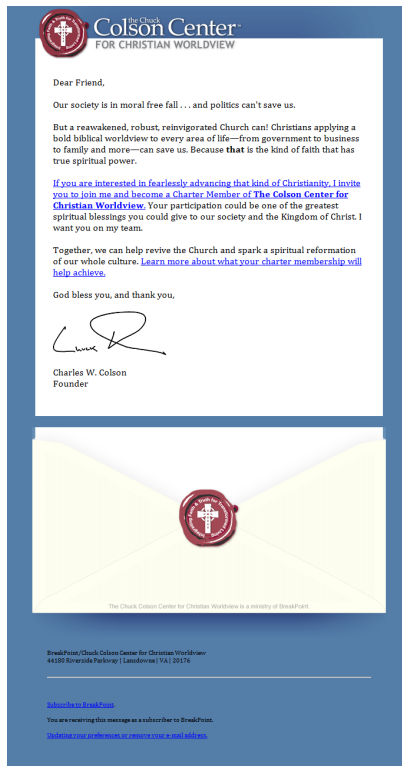 the Chuck
Colson Center™
FOR CHRISTIAN WORLDVIEW
Dear Friend,
Our society is in moral free fall . . . and politics can't save us.
But a reawakened, robust, reinvigorated Church can! Christians applying a
bold biblical worldview to every area of life—from government to business
to family and more—can save us. Because that is the kind of faith that has
true spiritual power.
If you are interested in fearlessly advancing that kind of Christianity, I invite
you to join me and become a Charter Member of The Colson Center for
Christian Worldview. Your participation could be one of the greatest
spiritual blessings you could give to our society and the Kingdom of Christ. I
want you on my team.
Together, we can help revive the Church and spark a spiritual reformation
of our whole culture. Learn more about what your charter membership will
help achieve.
God bless you, and thank you,
Chuck
Charles W. Colson
Founder
Faith & Truth for Transformed Living
The Chuck Colson Center for Christian Worldview is a ministry of BreakPoint.
BreakPoint/Chuck Colson Center for Christian Worldview
44180 Riverside Parkway | Lansdowne | VA | 20176
Subscribe to BreakPoint.
You are receiving this message as a subscriber to BreakPoint.
Updating your preferences or remove your e-mail address.